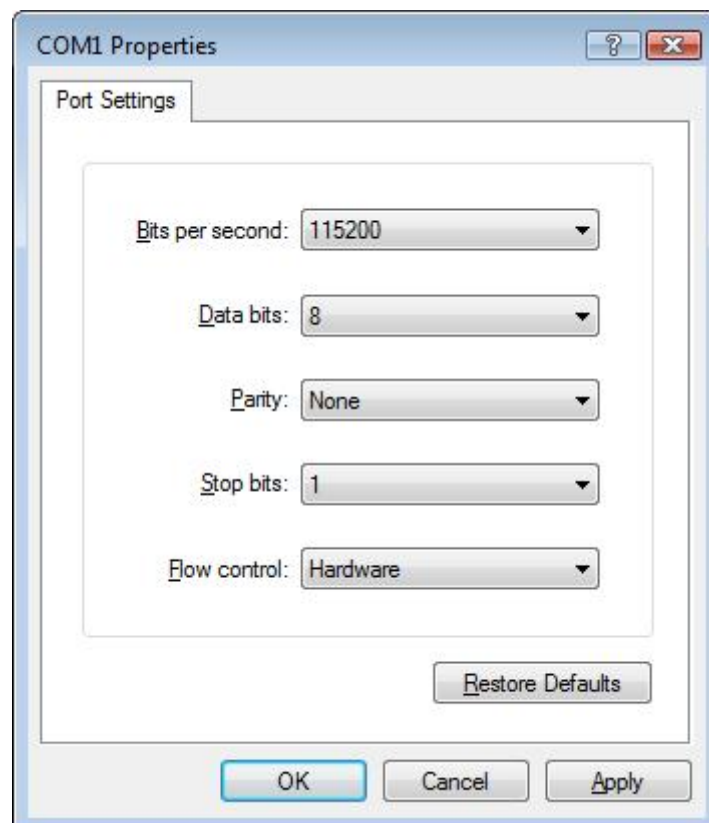 COM1 Properties
Port Settings
Bits per second: 115200
Data bits: 8
Parity: None
Stop bits: 1
Flow control: Hardware
Restore Defaults
OK Cancel Apply